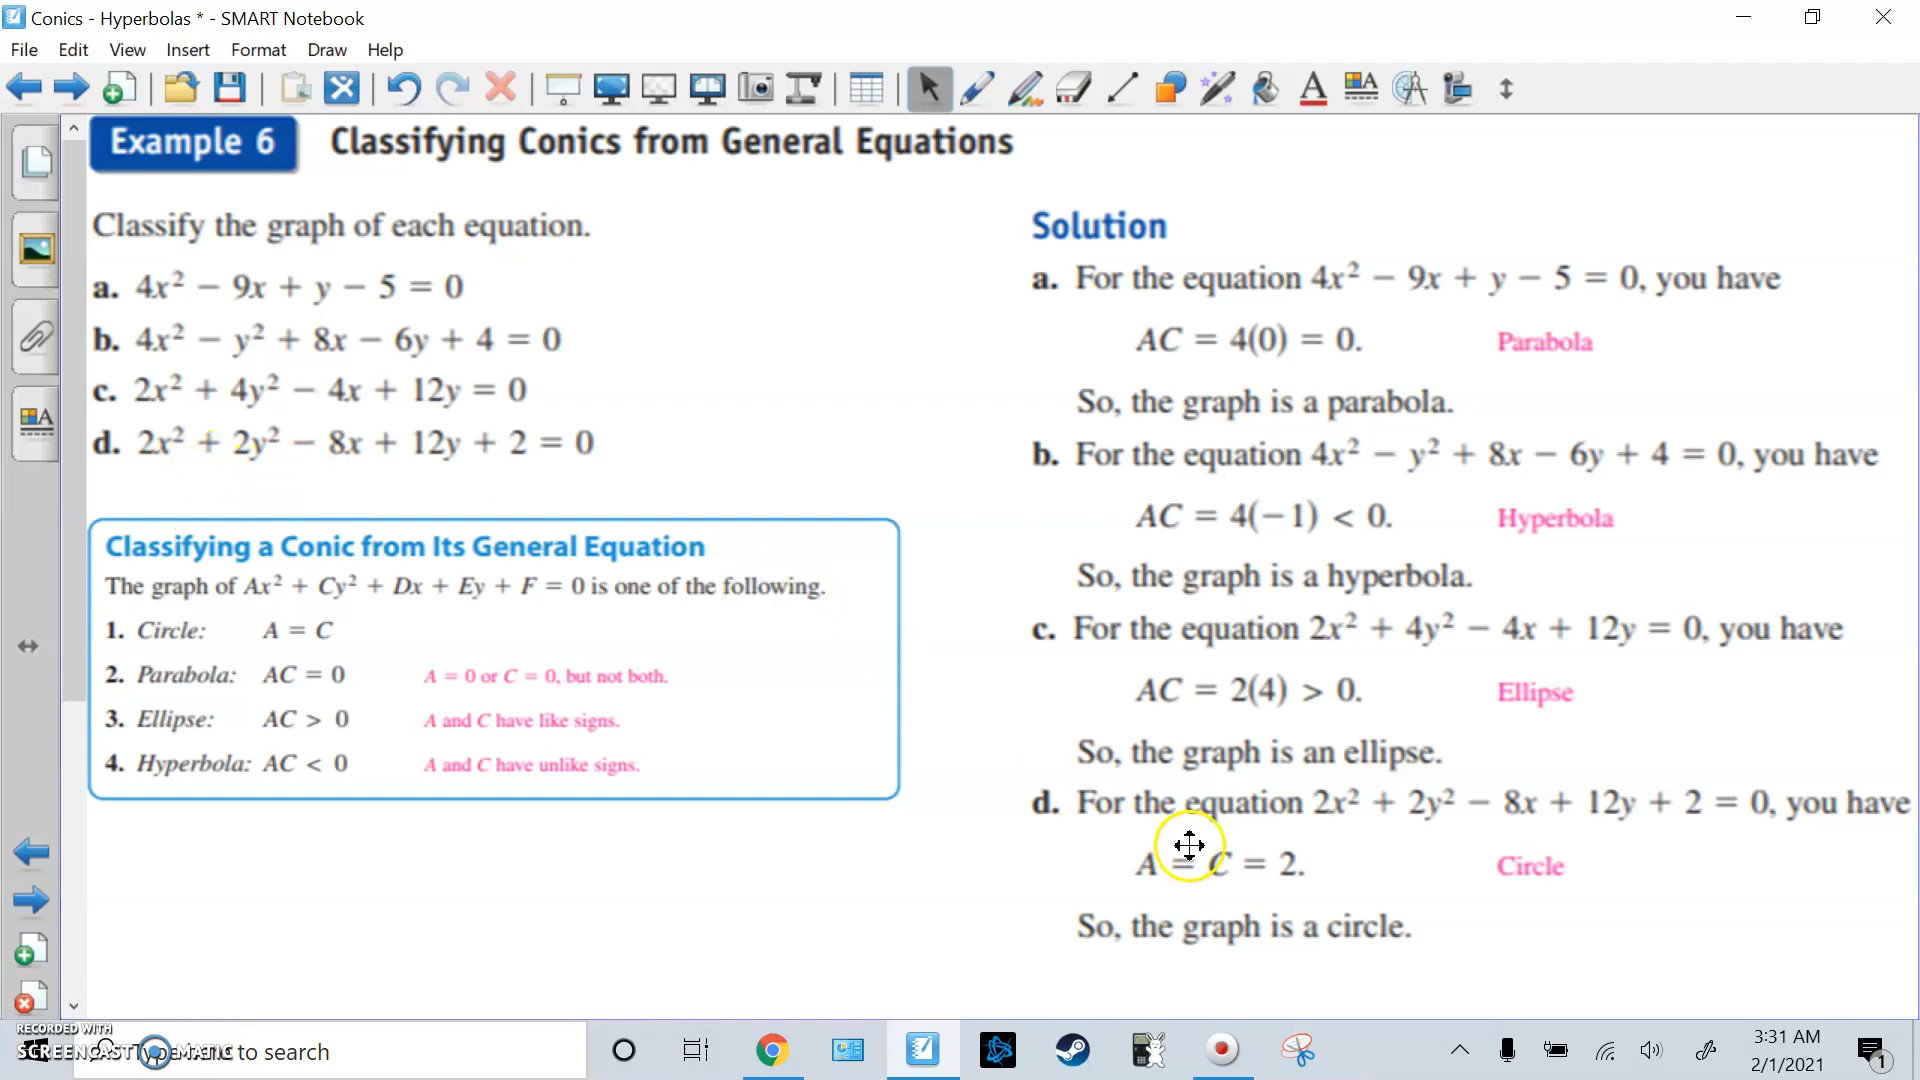 Conics - Hyperbolas * - SMART Notebook
File Edit View Insert Format Draw Help
Example 6 Classifying Conics from General Equations
Classify the graph of each equation.
a. 4x² − 9x + y − 5 = 0
b. 4x² − y² + 8x − 6y + 4 = 0
c. 2x² + 4y² − 4x + 12y = 0
d. 2x² + 2y² − 8x + 12y + 2 = 0
Classifying a Conic from Its General Equation
The graph of Ax² + Cy² + Dx + Ey + F = 0 is one of the following.
1. Circle: A = C
2. Parabola: AC = 0 A = 0 or C = 0, but not both.
3. Ellipse: AC > 0 A and C have like signs.
4. Hyperbola: AC < 0 A and C have unlike signs.
Solution
a. For the equation 4x² − 9x + y − 5 = 0, you have
AC = 4(0) = 0. Parabola
So, the graph is a parabola.
b. For the equation 4x² − y² + 8x − 6y + 4 = 0, you have
AC = 4(−1) < 0. Hyperbola
So, the graph is a hyperbola.
c. For the equation 2x² + 4y² − 4x + 12y = 0, you have
AC = 2(4) > 0. Ellipse
So, the graph is an ellipse.
d. For the equation 2x² + 2y² − 8x + 12y + 2 = 0, you have
A = C = 2. Circle
So, the graph is a circle.
RECORDED WITH
SCREENCAST MATIC
to search
3:31 AM
2/1/2021
1